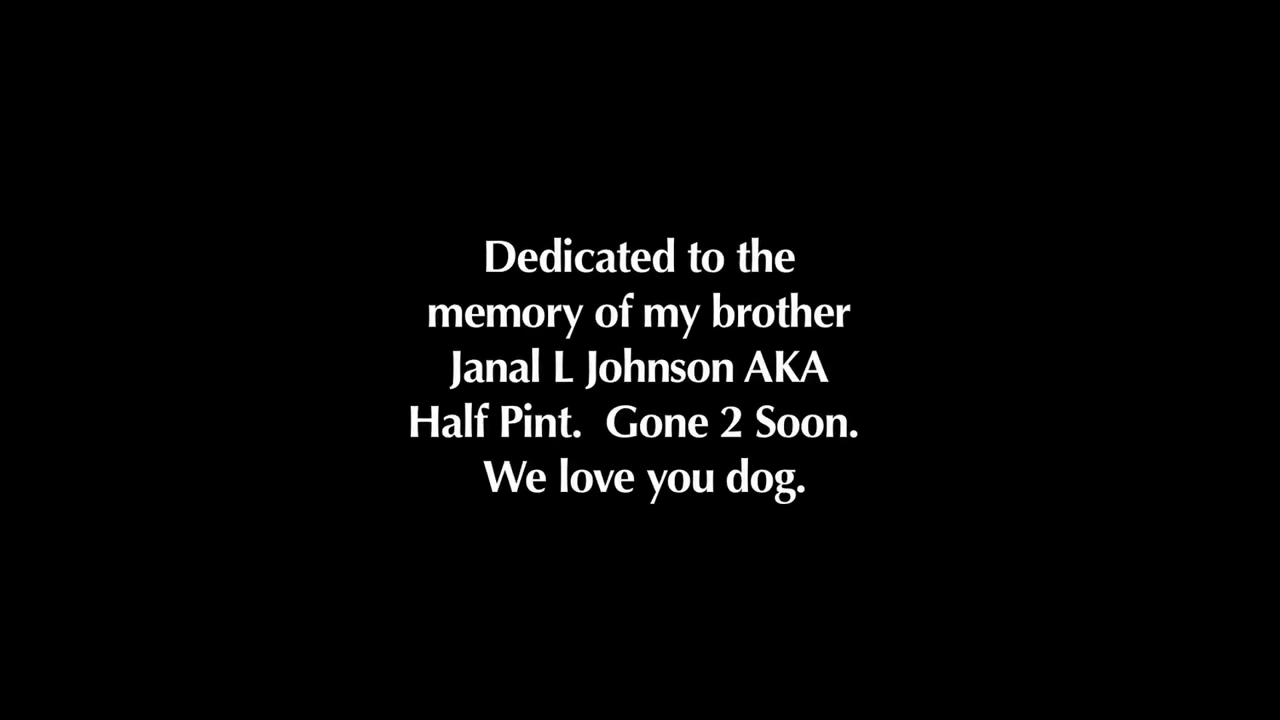 Dedicated to the
memory of my brother
Janal L Johnson AKA
Half Pint.  Gone 2 Soon.
We love you dog.